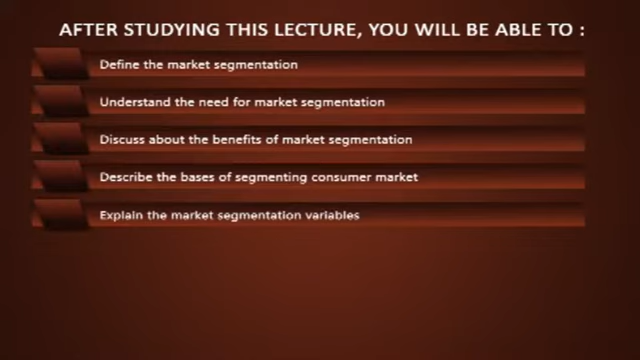 AFTER STUDYING THIS LECTURE, YOU WILL BE ABLE TO :
Define the market segmentation
Understand the need for market segmentation
Discuss about the benefits of market segmentation
Describe the bases of segmenting consumer market
Explain the market segmentation variables